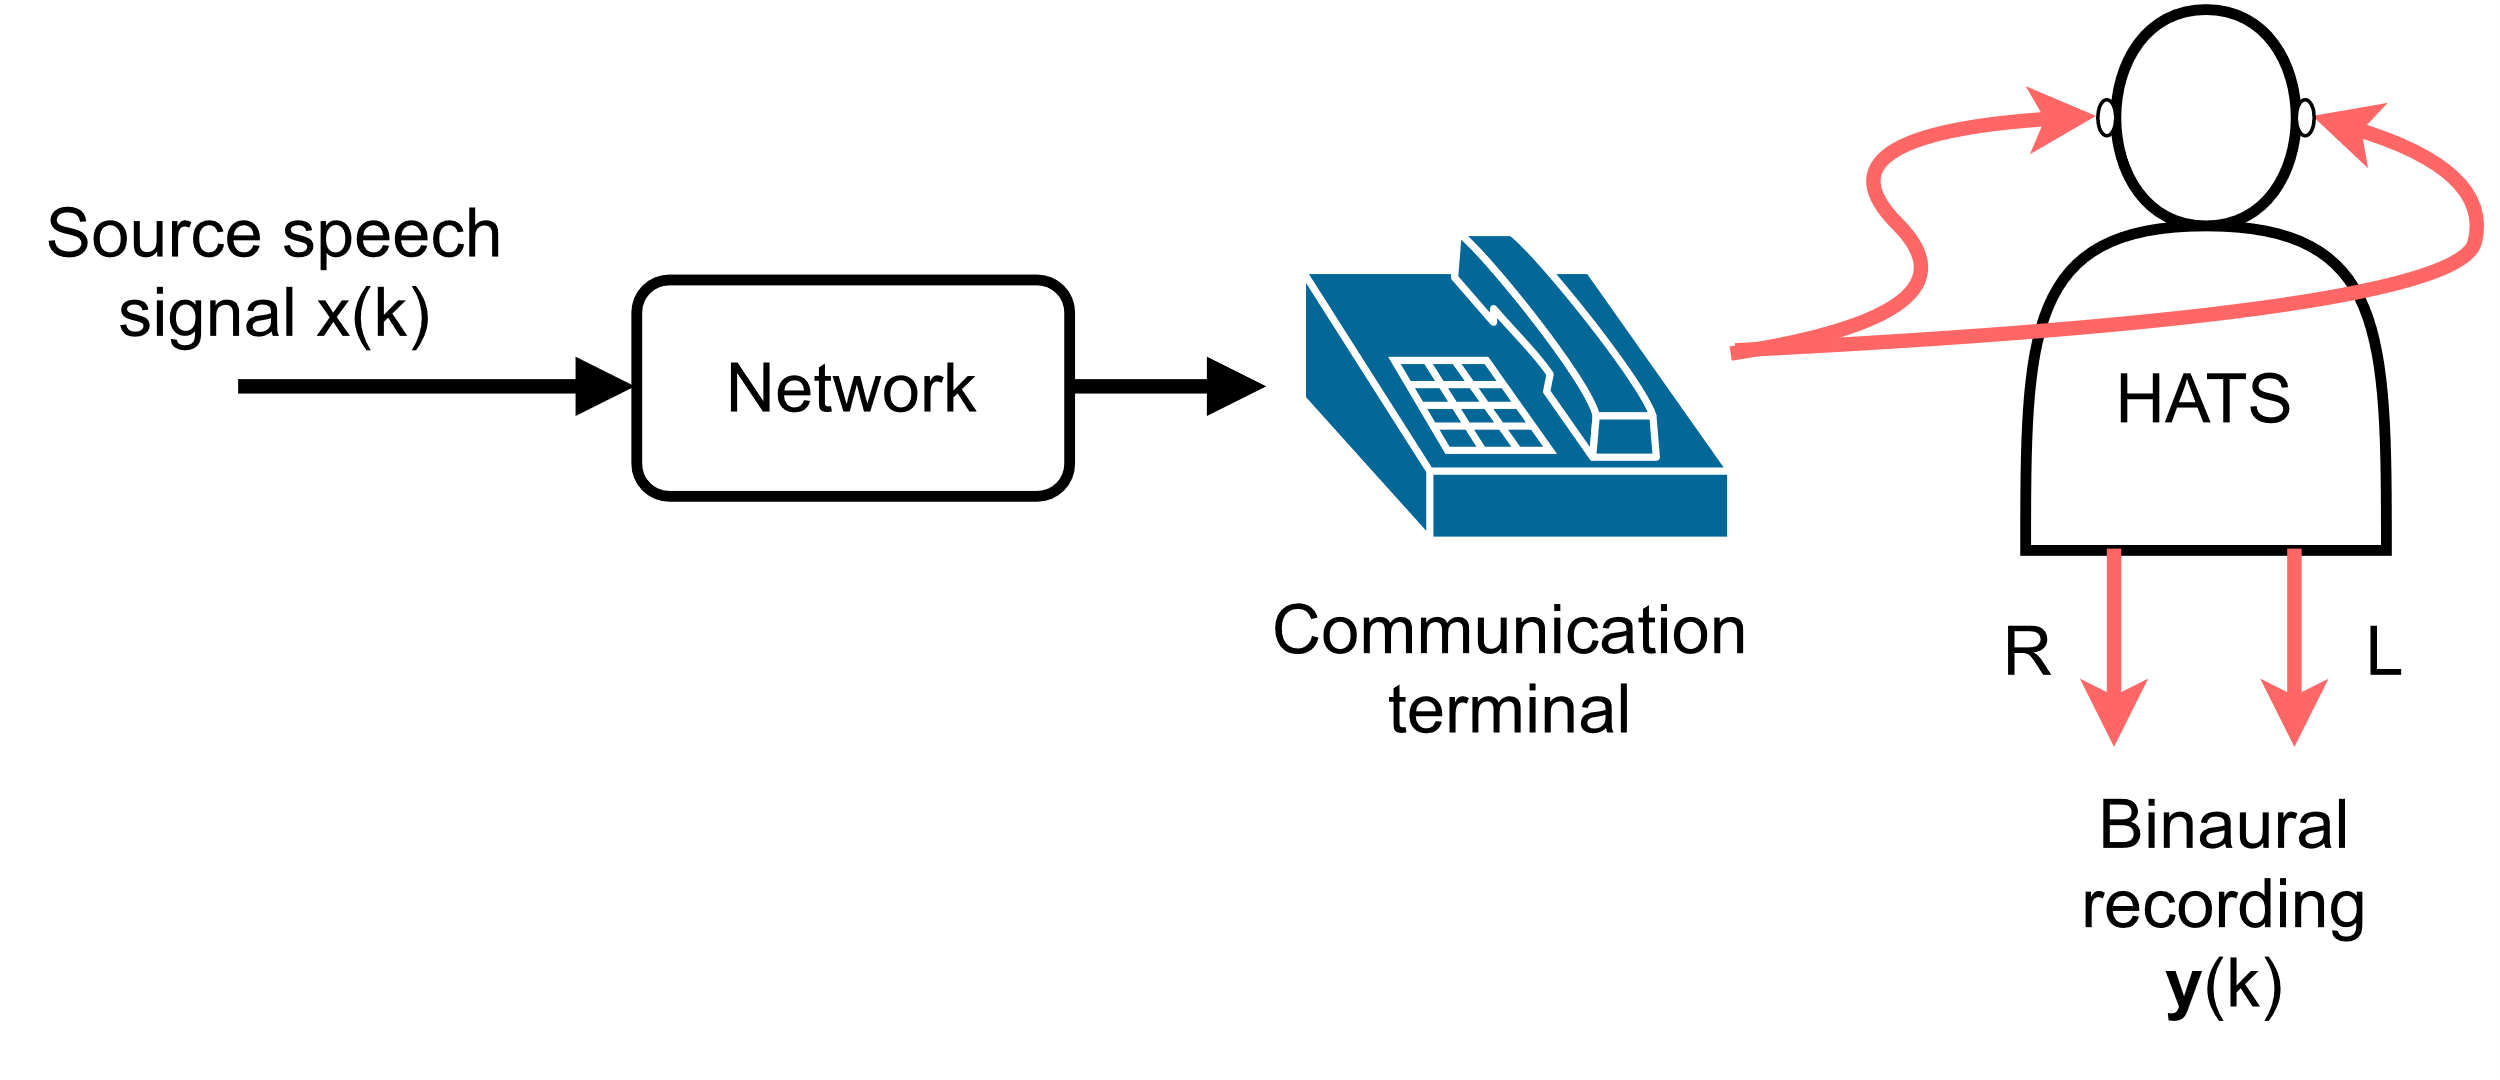 Source speech
signal x(k)
Network
Communication
terminal
HATS
R
L
Binaural
recording
y(k)